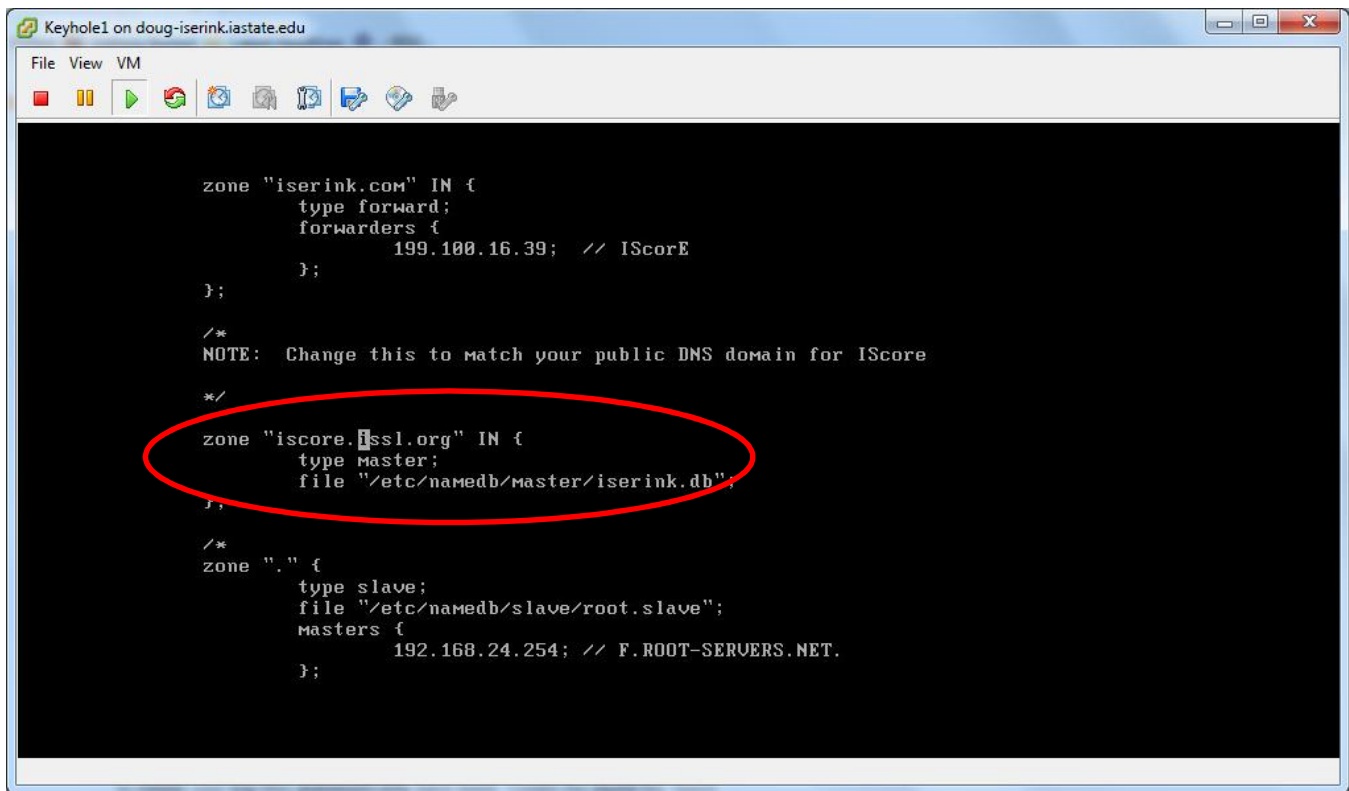 Keyhole1 on doug-iserink.iastate.edu
File View VM
zone "iserink.com" IN {
type forward;
forwarders {
199.100.16.39; // IScorE
};
};
/*
NOTE: Change this to match your public DNS domain for IScore
*/
zone "iscore.issl.org" IN {
type master;
file "/etc/namedb/master/iserink.db";
};
/*
zone "." {
type slave;
file "/etc/namedb/slave/root.slave";
masters {
192.168.24.254; // F.ROOT-SERVERS.NET.
};